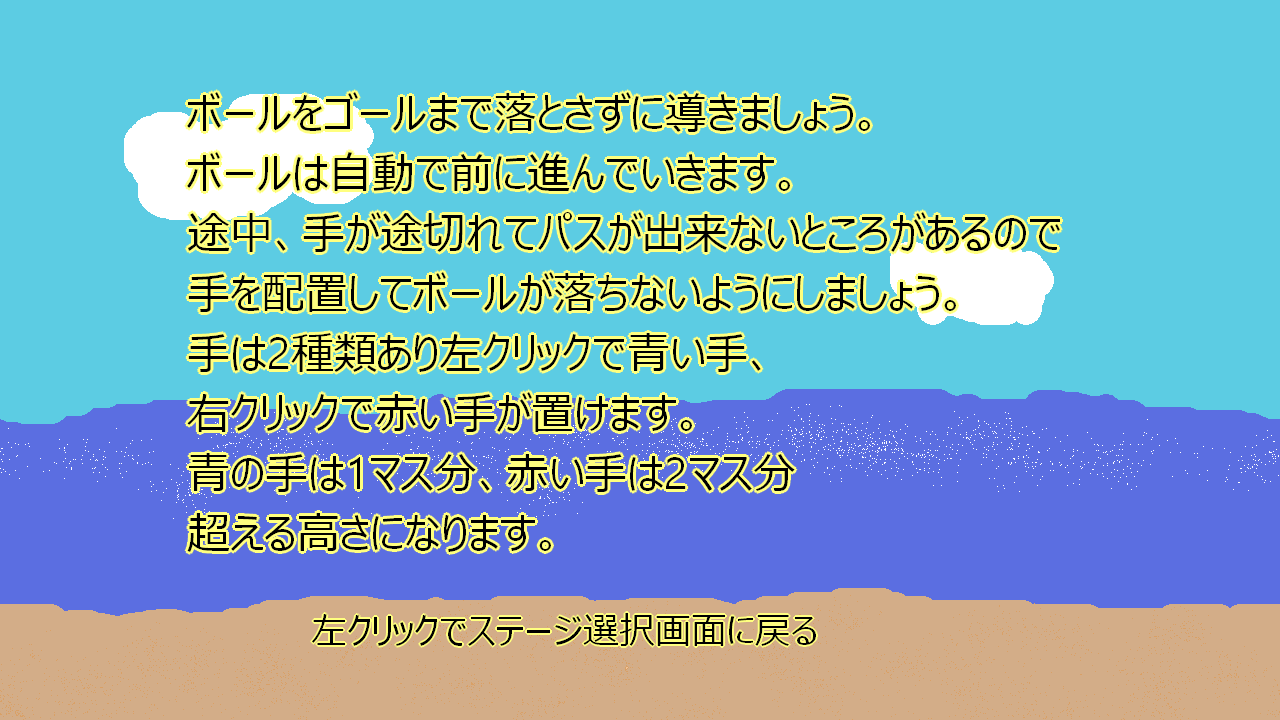 ボールをゴールまで落とさずに導きましょう。
ボールは自動で前に進んでいきます。
途中、手が途切れてパスが出来ないところがあるので
手を配置してボールが落ちないようにしましょう。
手は2種類あり左クリックで青い手、
右クリックで赤い手が置けます。
青の手は1マス分、赤い手は2マス分
超える高さになります。
左クリックでステージ選択画面に戻る